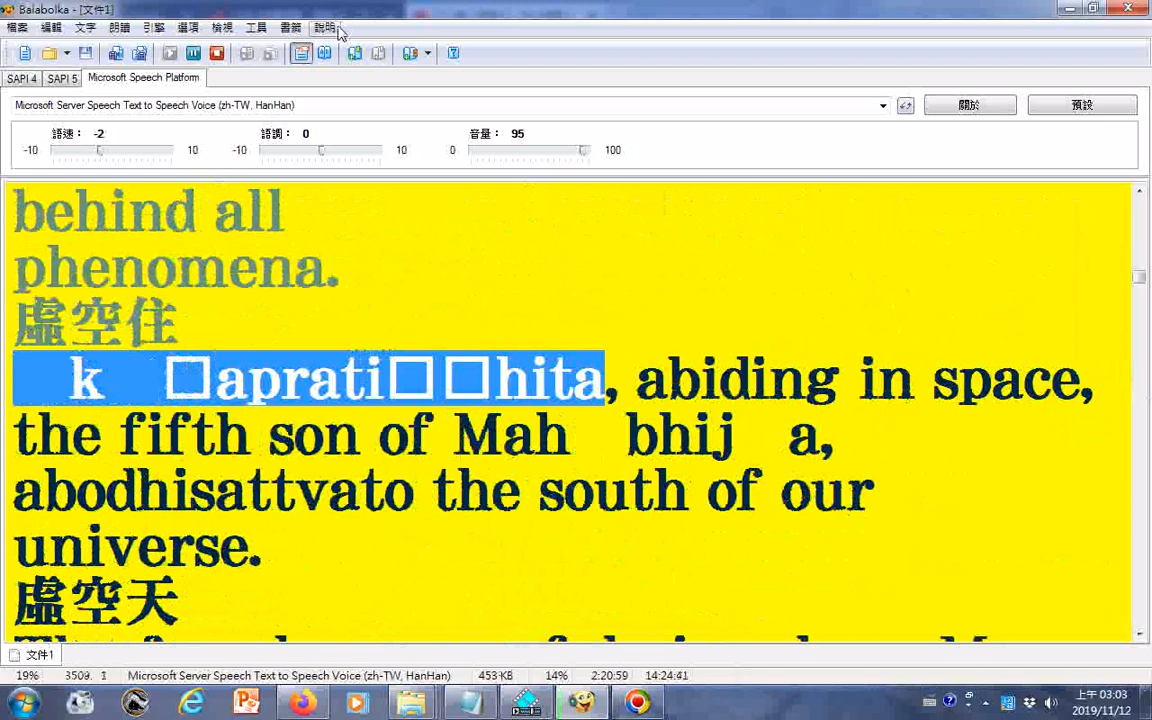 Balabolka - [文件1]
檔案 編輯 文字 朗讀 引擎 選項 檢視 工具 書籤 說明
SAPI 4 SAPI 5 Microsoft Speech Platform
Microsoft Server Speech Text to Speech Voice (zh-TW, HanHan) 關於 預設
語速: -2 語調: 0 音量: 95
-10 10 -10 10 0 100
behind all
phenomena.
虛空住
k □aprati□□hita, abiding in space,
the fifth son of Mah bhij a,
abodhisattvato the south of our
universe.
虛空天
文件1
19% 3509: 1 Microsoft Server Speech Text to Speech Voice (zh-TW, HanHan) 453 KB 14% 2:20:59 14:24:41
上午 03:03
2019/11/12